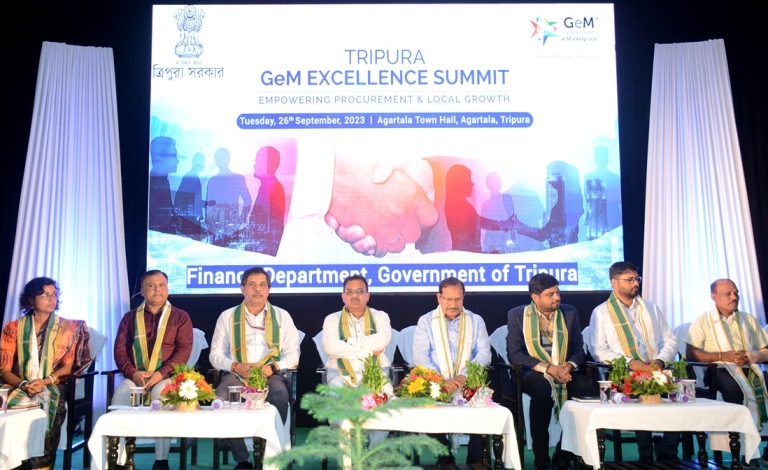 ত্রিপুরা সরকার
GeM
TRIPURA
GeM EXCELLENCE SUMMIT
EMPOWERING PROCUREMENT & LOCAL GROWTH
Tuesday, 26th September, 2023 | Agartala Town Hall, Agartala, Tripura
Finance Department, Government of Tripura